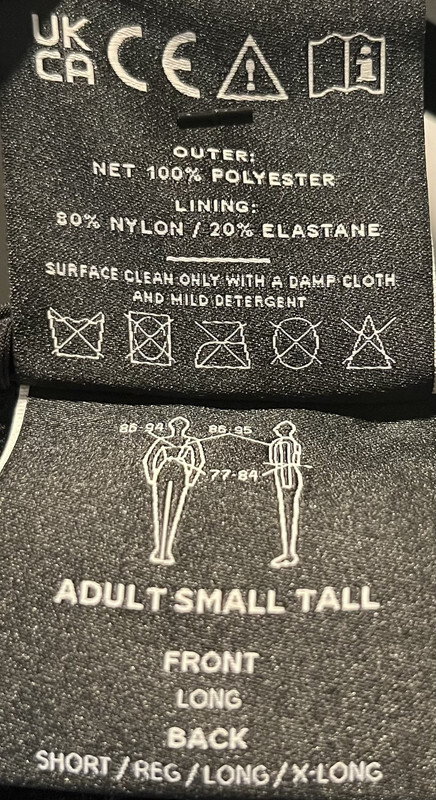 UK
CA CE
OUTER:
NET 100% POLYESTER
LINING:
80% NYLON / 20% ELASTANE
SURFACE CLEAN ONLY WITH A DAMP CLOTH
AND MILD DETERGENT
86-94 86-95
77-84
ADULT SMALL TALL
FRONT
LONG
BACK
SHORT / REG / LONG / X-LONG